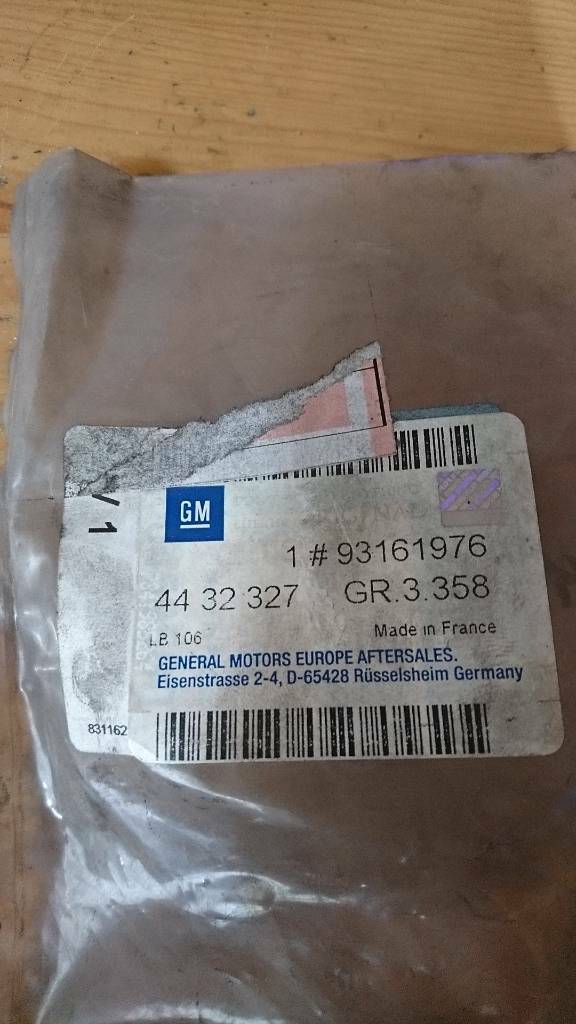 / 1
GM
1 # 93161976
44 32 327 GR.3.358
LB 106 Made in France
GENERAL MOTORS EUROPE AFTERSALES.
Eisenstrasse 2-4, D-65428 Rüsselsheim Germany
831162